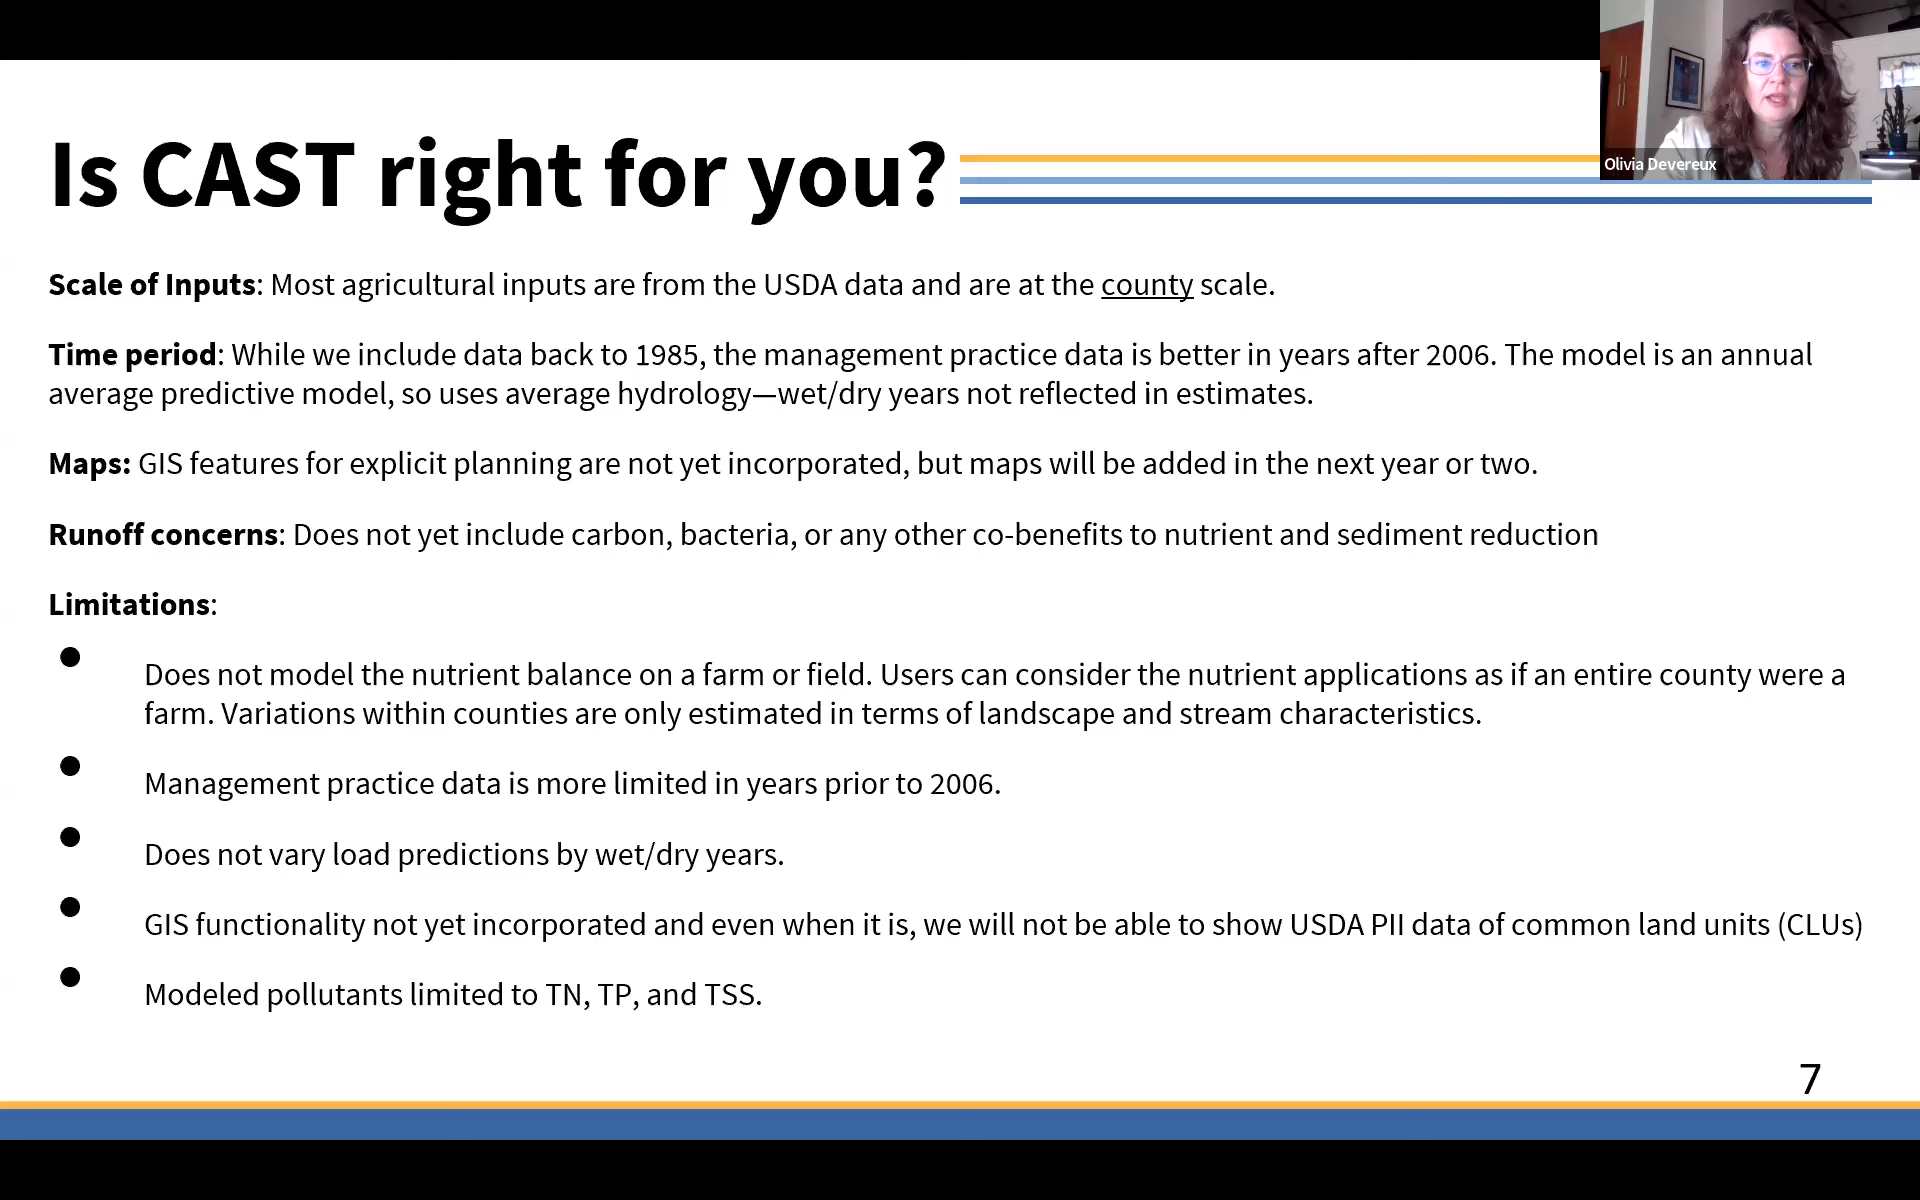 Olivia Devereux
Is CAST right for you?
Scale of Inputs: Most agricultural inputs are from the USDA data and are at the county scale.
Time period: While we include data back to 1985, the management practice data is better in years after 2006. The model is an annual
average predictive model, so uses average hydrology—wet/dry years not reflected in estimates.
Maps: GIS features for explicit planning are not yet incorporated, but maps will be added in the next year or two.
Runoff concerns: Does not yet include carbon, bacteria, or any other co-benefits to nutrient and sediment reduction
Limitations:
● Does not model the nutrient balance on a farm or field. Users can consider the nutrient applications as if an entire county were a
farm. Variations within counties are only estimated in terms of landscape and stream characteristics.
● Management practice data is more limited in years prior to 2006.
● Does not vary load predictions by wet/dry years.
● GIS functionality not yet incorporated and even when it is, we will not be able to show USDA PII data of common land units (CLUs)
● Modeled pollutants limited to TN, TP, and TSS.
7